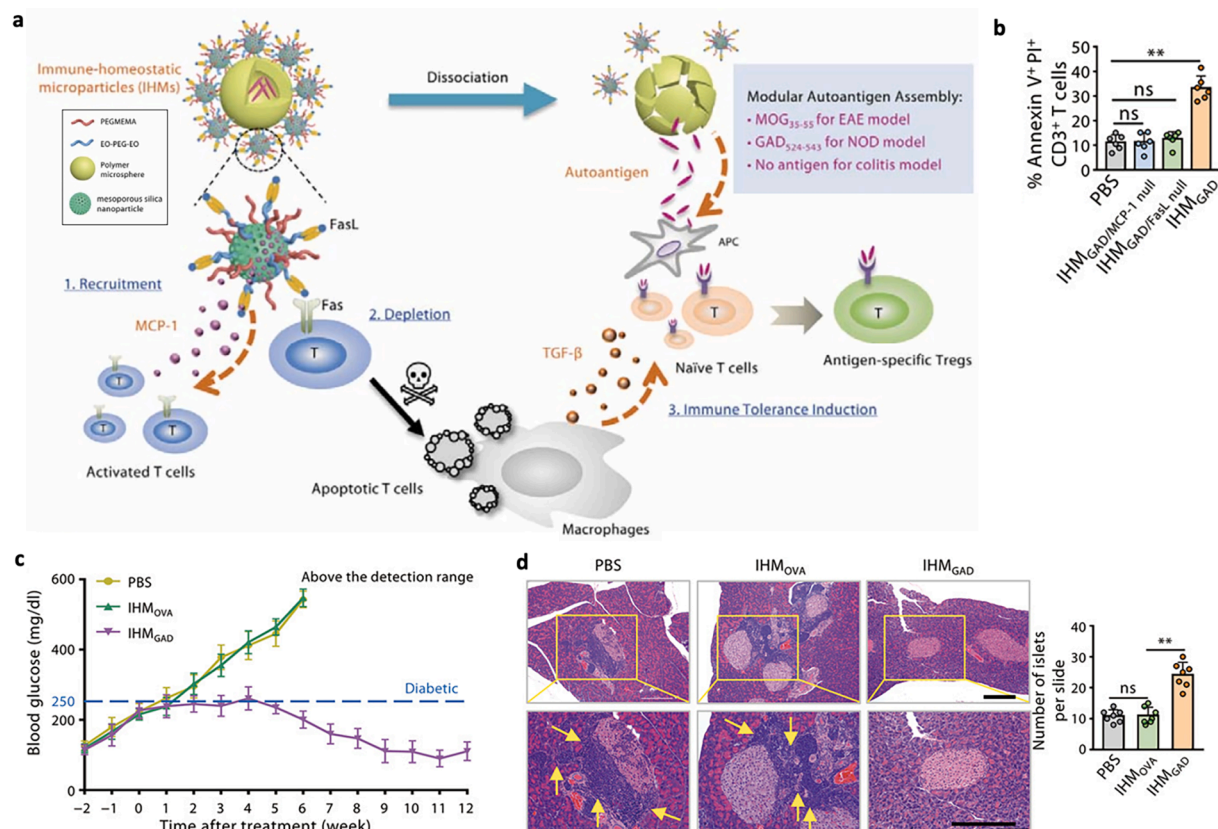 a
Immune-homeostatic
microparticles (IHMs)
PEGMEMA
EO-PEG-EO
Polymer
microsphere
mesoporous silica
nanoparticle
Dissociation
Modular Autoantigen Assembly:
• MOG35-55 for EAE model
• GAD524-543 for NOD model
• No antigen for colitis model
Autoantigen
FasL
APC
1. Recruitment
MCP-1
Fas
2. Depletion
T
T
T
T
T
T
TGF-β
Naïve T cells
Antigen-specific Tregs
3. Immune Tolerance Induction
Activated T cells
Apoptotic T cells
Macrophages
b
% Annexin V+ PI+
CD3+ T cells
50
40
30
20
10
0
**
ns
ns
PBS
IHMGAD/MCP-1 null
IHMGAD/FasL null
IHMGAD
c
Blood glucose (mg/dl)
600
400
250
200
0
PBS
IHMOVA
IHMGAD
Above the detection range
Diabetic
−2 −1 0 1 2 3 4 5 6 7 8 9 10 11 12
Time after treatment (week)
d
PBS
IHMOVA
IHMGAD
Number of islets
per slide
40
30
20
10
0
**
ns
PBS
IHMOVA
IHMGAD